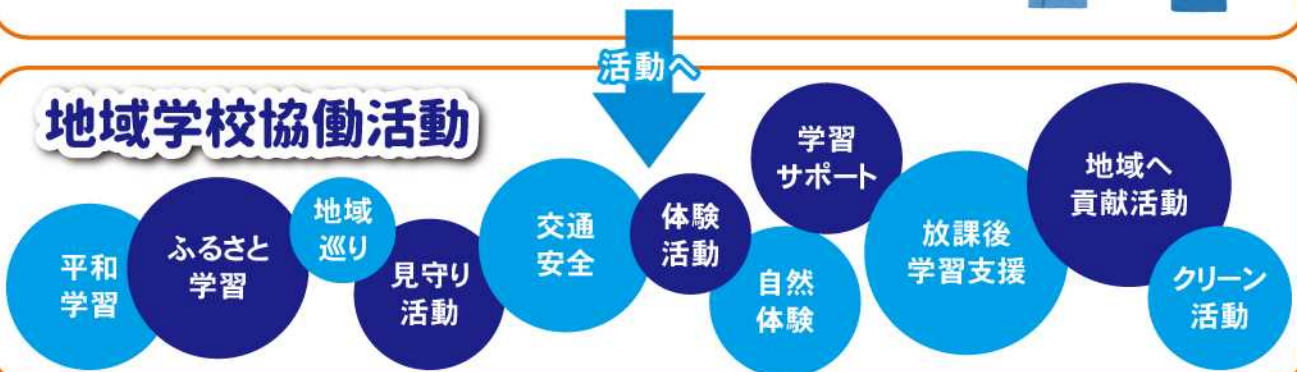 活動へ
地域学校協働活動
平和
学習
ふるさと
学習
地域
巡り
見守り
活動
交通
安全
体験
活動
自然
体験
学習
サポート
放課後
学習支援
地域へ
貢献活動
クリーン
活動